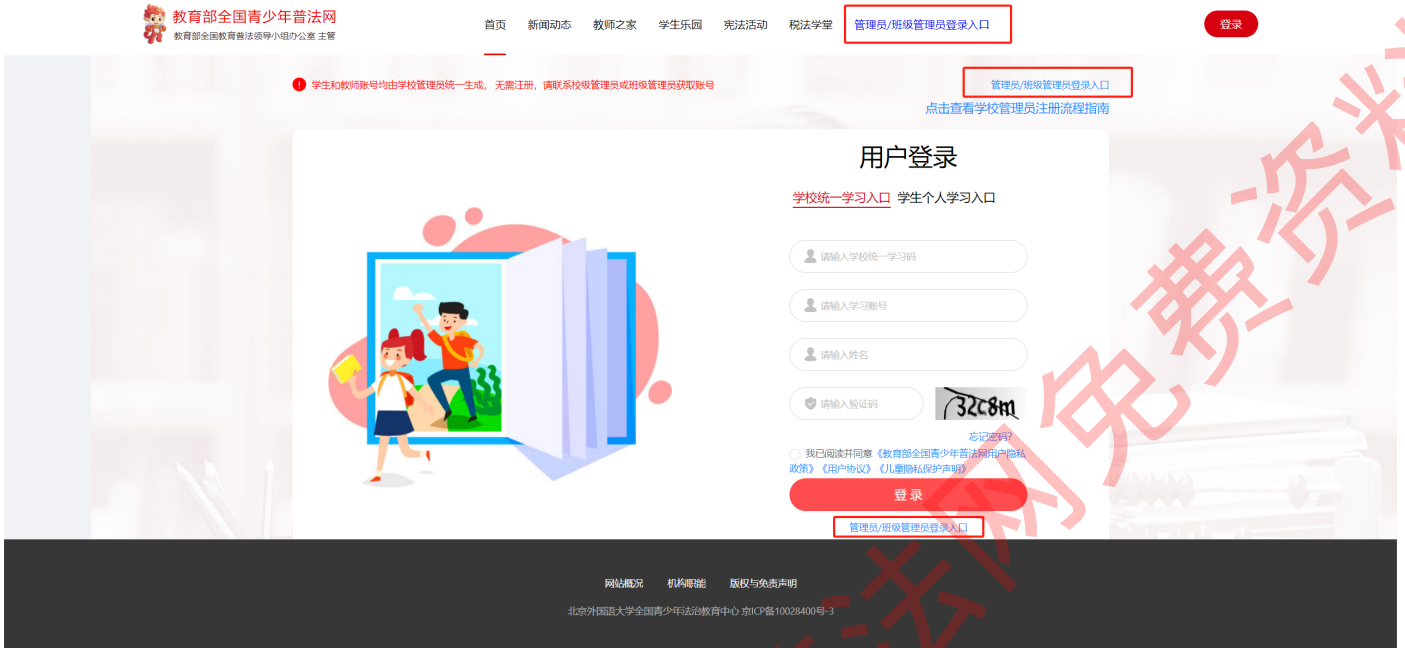 教育部全国青少年普法网
教育部全国教育普法领导小组办公室 主管
首页 新闻动态 教师之家 学生乐园 宪法活动 税法学堂 管理员/班级管理员登录入口
登录
学生和教师账号均由学校管理员统一生成， 无需注册，请联系校级管理员或班级管理员获取账号
管理员/班级管理员登录入口
点击查看学校管理员注册流程指南
用户登录
学校统一学习入口 学生个人学习入口
请输入学校统一学习码
请输入学习账号
请输入姓名
请输入验证码
32c8m
忘记密码?
我已阅读并同意《教育部全国青少年普法网用户隐私
政策》《用户协议》《儿童隐私保护声明》
登 录
管理员/班级管理员登录入口
网站概况 机构职能 版权与免责声明
北京外国语大学全国青少年法治教育中心 京ICP备10028400号-3
法网免费资料